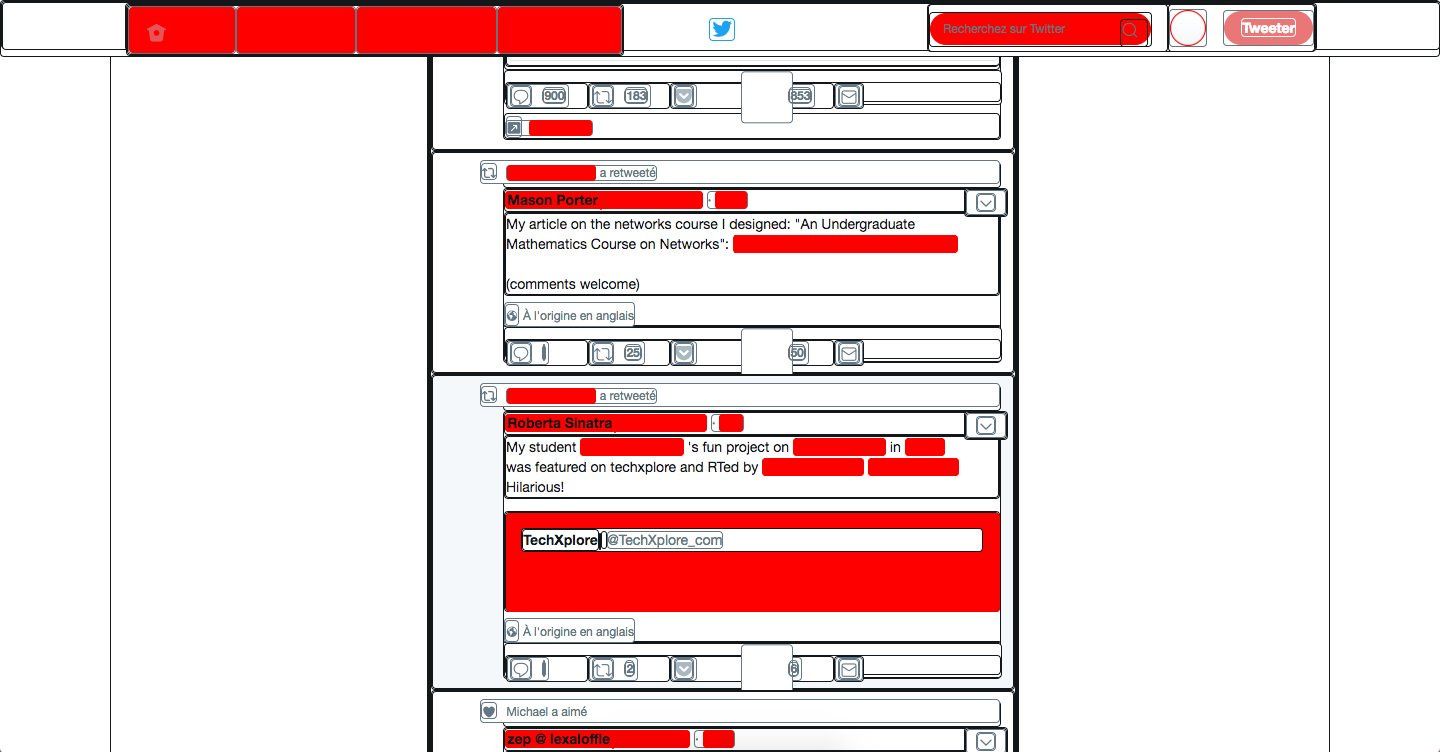 Recherchez sur Twitter
Tweeter
900 183 853
a retweeté
Mason Porter ·
My article on the networks course I designed: "An Undergraduate
Mathematics Course on Networks":
(comments welcome)
À l'origine en anglais
25 50
a retweeté
Roberta Sinatra ·
My student 's fun project on in
was featured on techxplore and RTed by
Hilarious!
TechXplore @TechXplore_com
À l'origine en anglais
2 6
Michael a aimé
zep @ lexaloffle ·